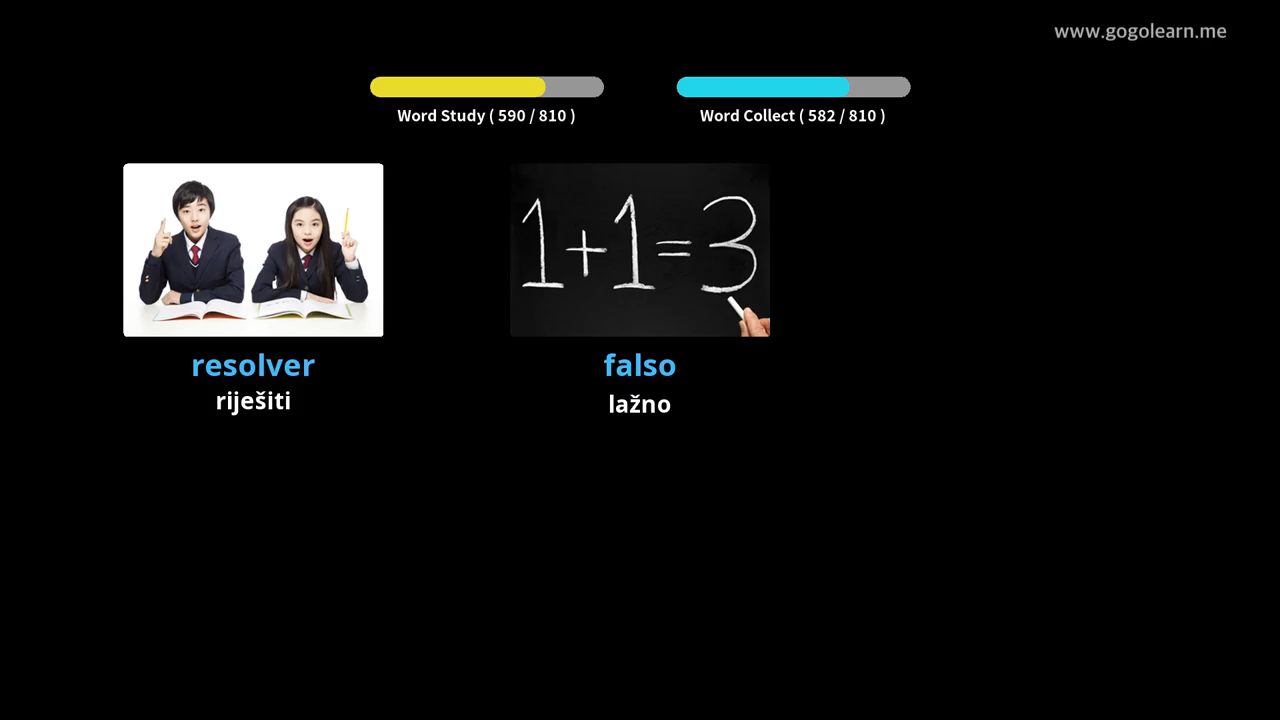 www.gogolearn.me
Word Study ( 590 / 810 )
Word Collect ( 582 / 810 )
1+1=3
resolver
riješiti
falso
lažno